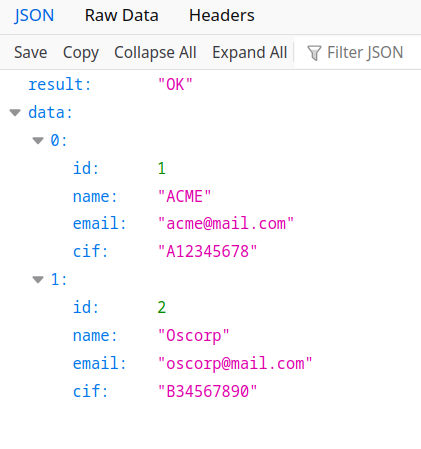 JSON Raw Data Headers
Save Copy Collapse All Expand All Filter JSON
result: "OK"
data:
0:
id: 1
name: "ACME"
email: "acme@mail.com"
cif: "A12345678"
1:
id: 2
name: "Oscorp"
email: "oscorp@mail.com"
cif: "B34567890"